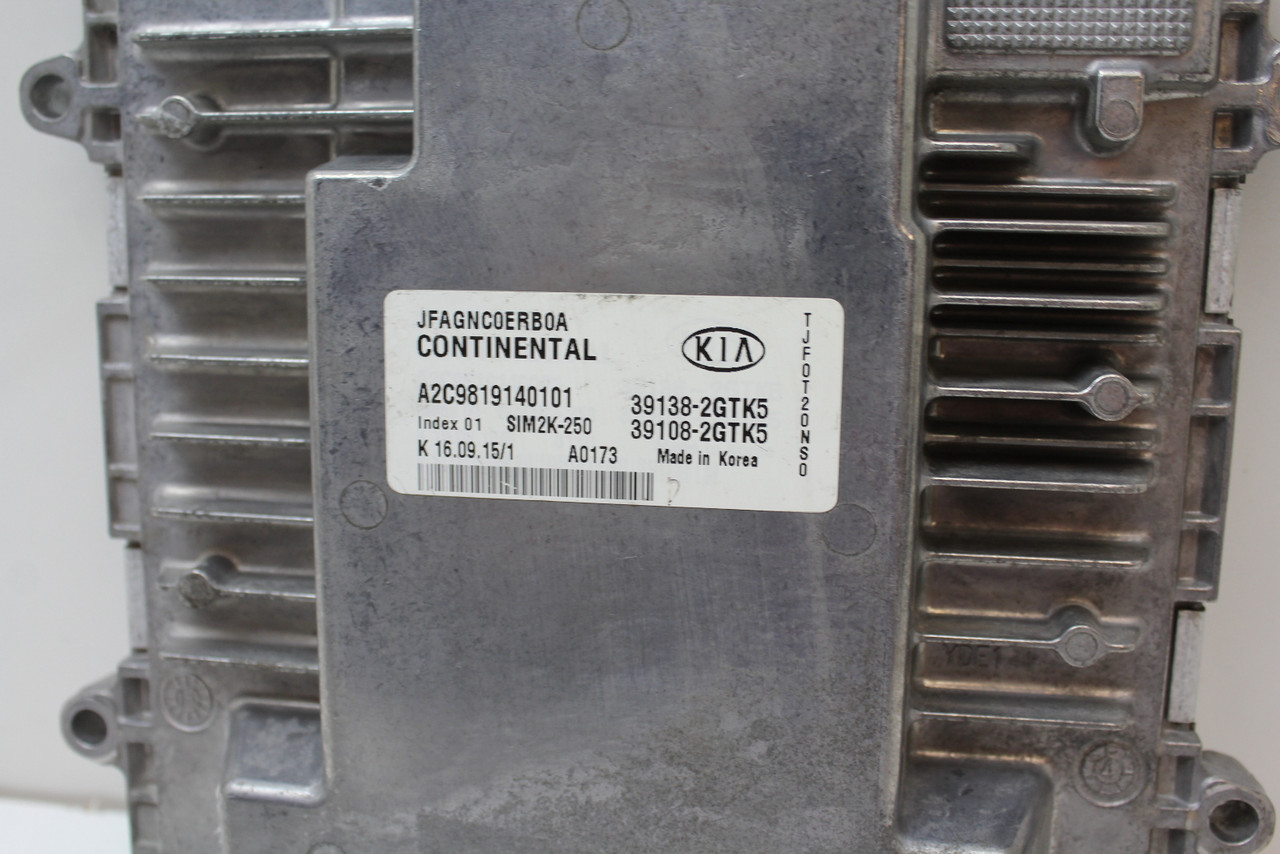 JFAGNC0ERB0A
CONTINENTAL
KIA
A2C9819140101
39138-2GTK5
Index 01 SIM2K-250
39108-2GTK5
K 16.09.15/1 A0173 Made in Korea
TJF0T20NS0
YDE1